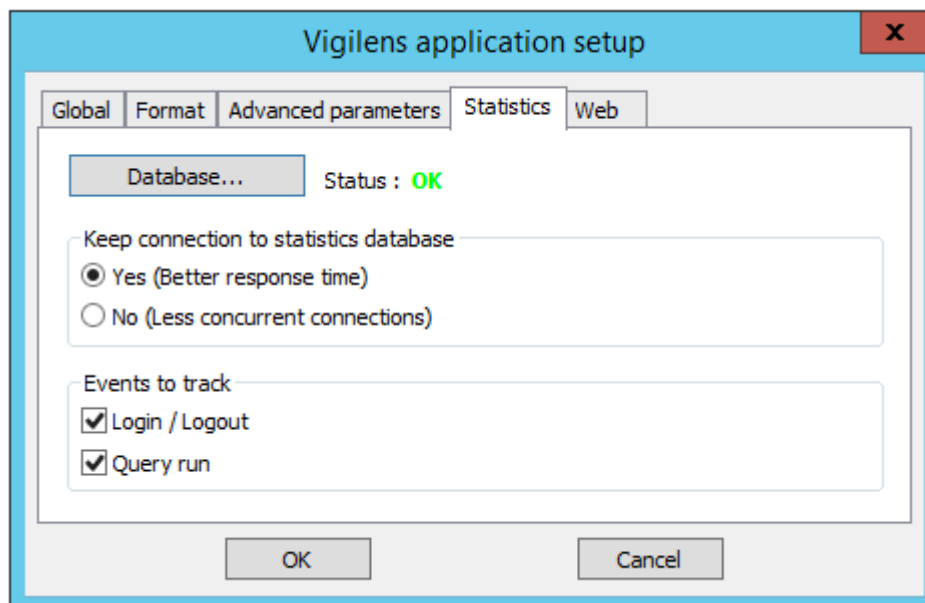 Vigilens application setup
x
Global Format Advanced parameters Statistics Web
Database... Status : OK
Keep connection to statistics database
Yes (Better response time)
No (Less concurrent connections)
Events to track
Login / Logout
Query run
OK Cancel